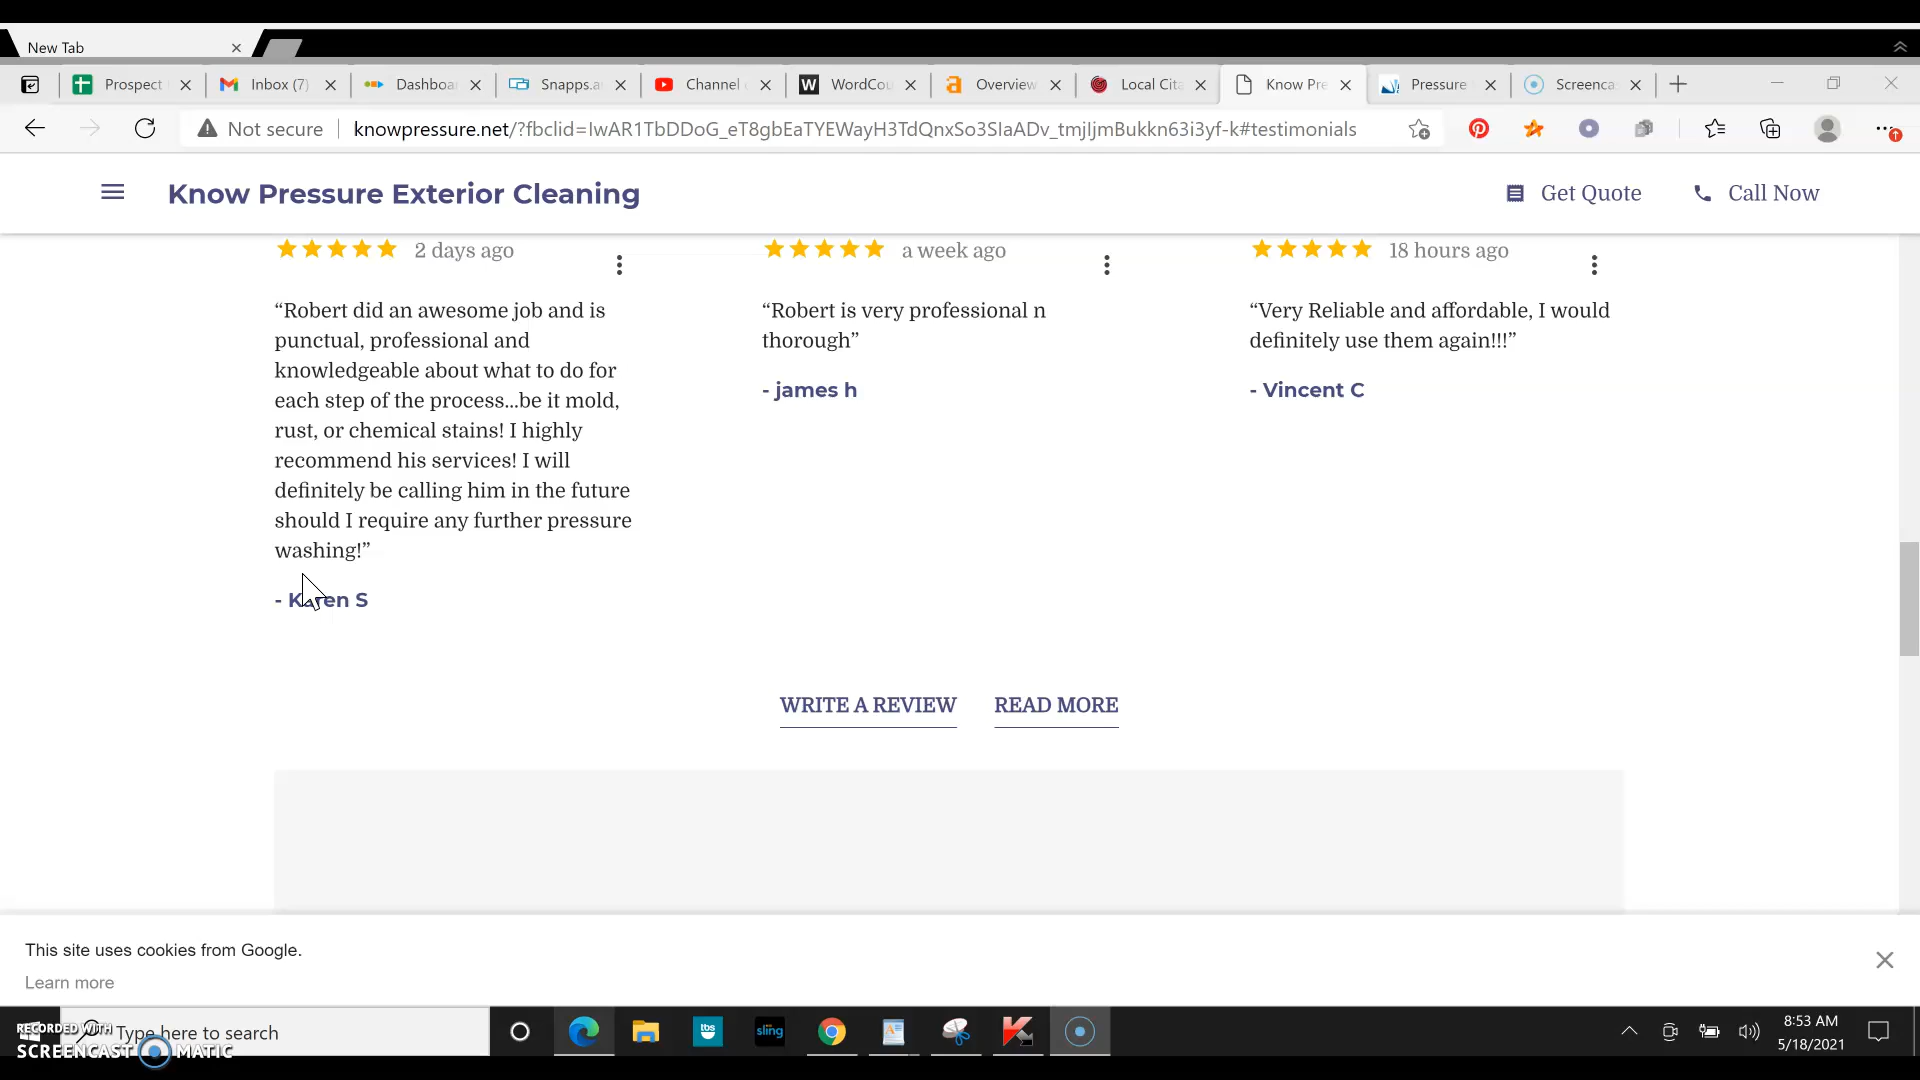 New Tab
Prospect
Inbox (7)
Dashboar
Snapps.a
Channel
WordCou
Overview
Local Cita
Know Pre
Pressure
Screencas
Not secure
knowpressure.net/?fbclid=IwAR1TbDDoG_eT8gbEaTYEWayH3TdQnxSo3SIaADv_tmjIjmBukkn63i3yf-k#testimonials
Know Pressure Exterior Cleaning
Get Quote
Call Now
2 days ago
“Robert did an awesome job and is
punctual, professional and
knowledgeable about what to do for
each step of the process...be it mold,
rust, or chemical stains! I highly
recommend his services! I will
definitely be calling him in the future
should I require any further pressure
washing!”
- Karen S
a week ago
“Robert is very professional n
thorough”
- james h
18 hours ago
“Very Reliable and affordable, I would
definitely use them again!!!”
- Vincent C
WRITE A REVIEW
READ MORE
This site uses cookies from Google.
Learn more
Type here to search
RECORDED WITH
SCREENCAST MATIC
lbs
sling
8:53 AM
5/18/2021